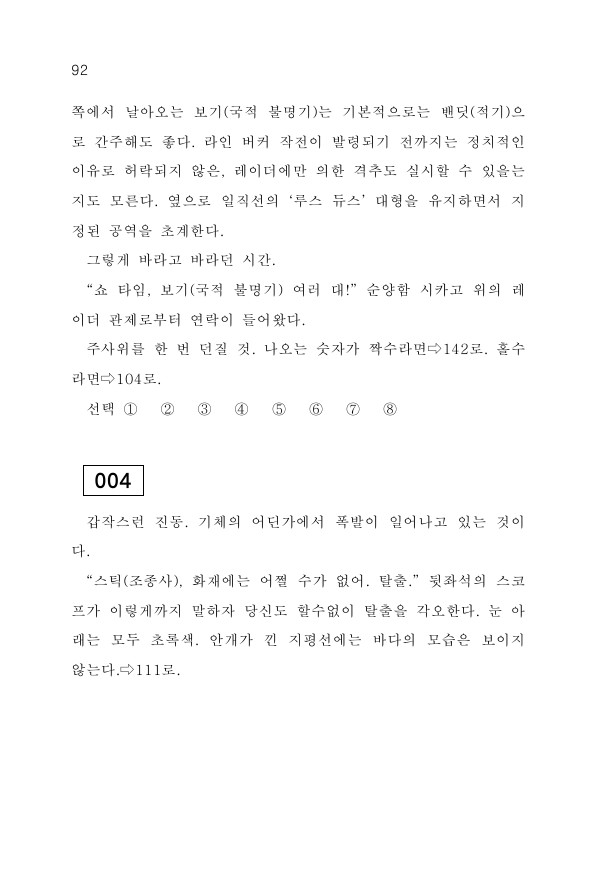 92
쪽에서 날아오는 보기(국적 불명기)는 기본적으로는 밴딧(적기)으
로 간주해도 좋다. 라인 버커 작전이 발령되기 전까지는 정치적인
이유로 허락되지 않은, 레이더에만 의한 격추도 실시할 수 있을는
지도 모른다. 옆으로 일직선의 ‘루스 듀스’ 대형을 유지하면서 지
정된 공역을 초계한다.
그렇게 바라고 바라던 시간.
“쇼 타임, 보기(국적 불명기) 여러 대!” 순양함 시카고 위의 레
이더 관제로부터 연락이 들어왔다.
주사위를 한 번 던질 것. 나오는 숫자가 짝수라면⇨142로. 홀수
라면⇨104로.
선택 ① ② ③ ④ ⑤ ⑥ ⑦ ⑧
004
갑작스런 진동. 기체의 어딘가에서 폭발이 일어나고 있는 것이
다.
“스틱(조종사), 화재에는 어쩔 수가 없어. 탈출.” 뒷좌석의 스코
프가 이렇게까지 말하자 당신도 할수없이 탈출을 각오한다. 눈 아
래는 모두 초록색. 안개가 낀 지평선에는 바다의 모습은 보이지
않는다.⇨111로.